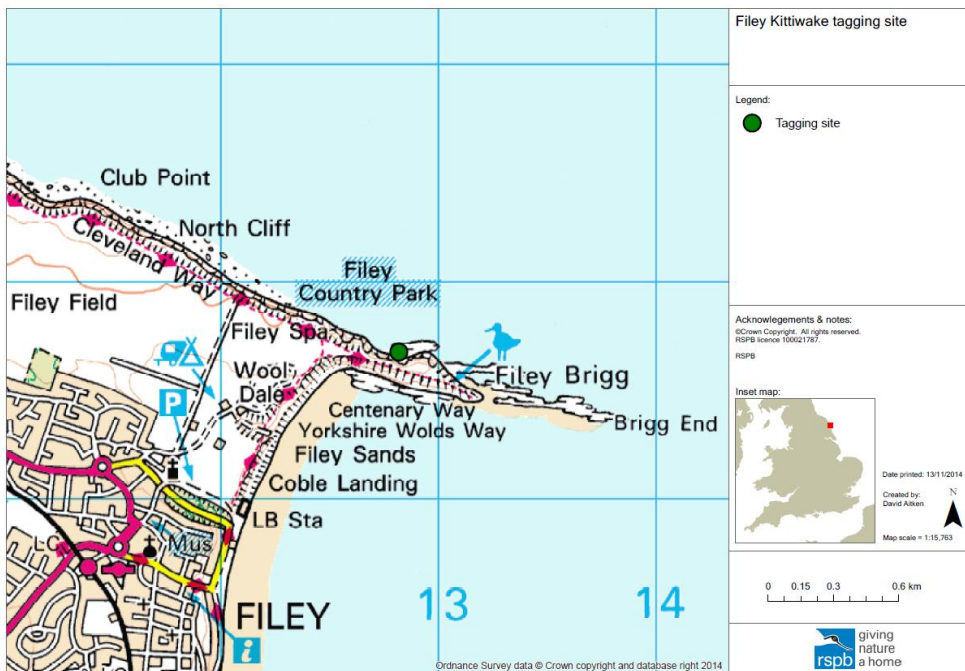 Filey Kittiwake tagging site
Legend:
Tagging site
Club Point
North Cliff
Cleveland Way
Filey
Country Park
Filey Field
Filey Spa
Wool
Dale
Filey Brigg
Centenary Way
Yorkshire Wolds Way
Brigg End
Filey Sands
Coble Landing
P
LB Sta
LC
Mus
FILEY
i
13
14
Ordnance Survey data © Crown copyright and database right 2014
Acknowlegements & notes:
©Crown Copyright. All rights reserved.
RSPB licence 100021787.
RSPB
Inset map:
Date printed: 13/11/2014
Created by:
David Aitken
N
Map scale = 1:15,763
0 0.15 0.3 0.6 km
rspb
giving
nature
a home